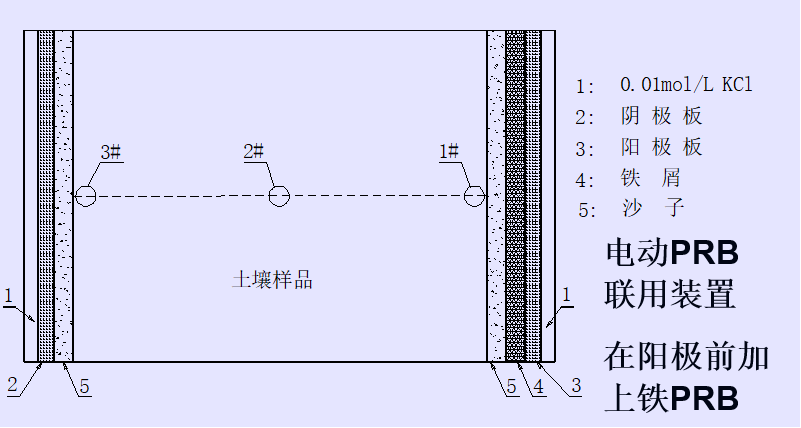 3#
2#
1#
土壤样品
1
1
2
5
5
4
3
1: 0.01mol/L KCl
2: 阴极板
3: 阳极板
4: 铁屑
5: 沙子
电动PRB
联用装置
在阳极前加
上铁PRB